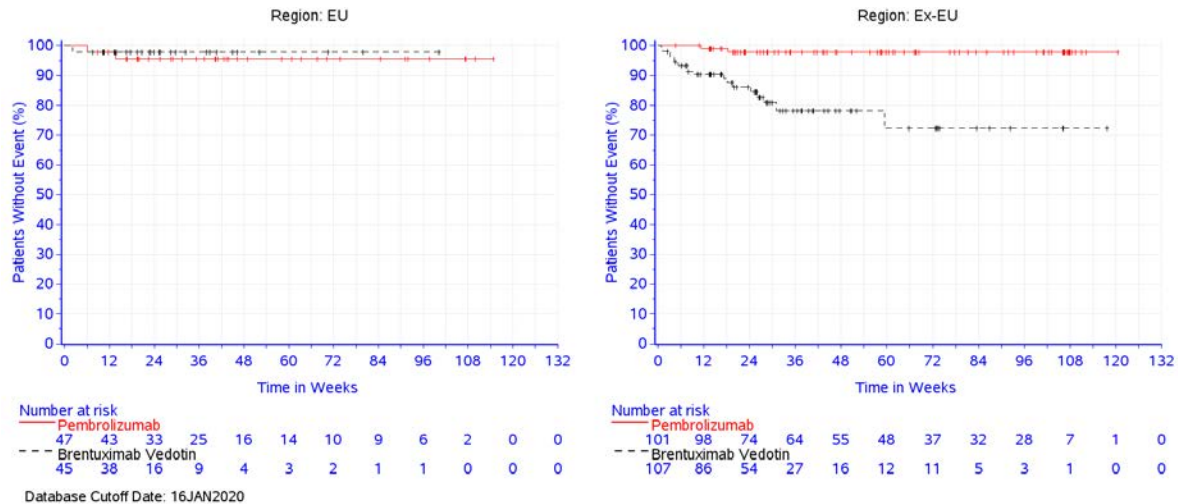 Region: EU
Patients Without Event (%)
100
90
80
70
60
50
40
30
20
10
0
0 12 24 36 48 60 72 84 96 108 120 132
Time in Weeks
Number at risk
Pembrolizumab
47 43 33 25 16 14 10 9 6 2 0 0
Brentuximab Vedotin
45 38 16 9 4 3 2 1 1 0 0 0
Region: Ex-EU
Patients Without Event (%)
100
90
80
70
60
50
40
30
20
10
0
0 12 24 36 48 60 72 84 96 108 120 132
Time in Weeks
Number at risk
Pembrolizumab
101 98 74 64 55 48 37 32 28 7 1 0
Brentuximab Vedotin
107 86 54 27 16 12 11 5 3 1 0 0
Database Cutoff Date: 16JAN2020